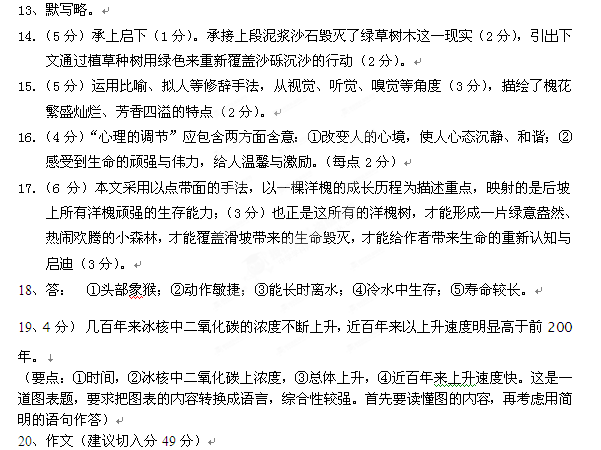 13、默写略。
14.（5分）承上启下（1分）。承接上段泥浆沙石毁灭了绿草树木这一现实（2分），引出下
文通过植草种树用绿色来重新覆盖沙砾沉沙的行动（2分）。
15.（5分）运用比喻、拟人等修辞手法，从视觉、听觉、嗅觉等角度（3分），描绘了槐花
繁盛灿烂、芳香四溢的特点（2分）。
16.（4分）“心理的调节”应包含两方面含意：①改变人的心境，使人心态沉静、和谐；②
感受到生命的顽强与伟力，给人温馨与激励。（每点2分）
17.（6 分）本文采用以点带面的手法，以一棵洋槐的成长历程为描述重点，映射的是后坡
上所有洋槐顽强的生存能力；（3分）也正是这所有的洋槐树，才能形成一片绿意盎然、
热闹欢腾的小森林，才能覆盖滑坡带来的生命毁灭，才能给作者带来生命的重新认知与
启迪（3分）。
18、答： ①头部象猴；②动作敏捷；③能长时离水；④冷水中生存；⑤寿命较长。
19、4分） 几百年来冰核中二氧化碳的浓度不断上升，近百年来以上升速度明显高于前 200
年。
（要点：①时间，②冰核中二氧化碳上浓度，③总体上升，④近百年来上升速度快。这是一
道图表题，要求把图表的内容转换成语言，综合性较强。首先要读懂图的内容，再考虑用简
明的语句作答）
20、作文（建议切入分 49 分）